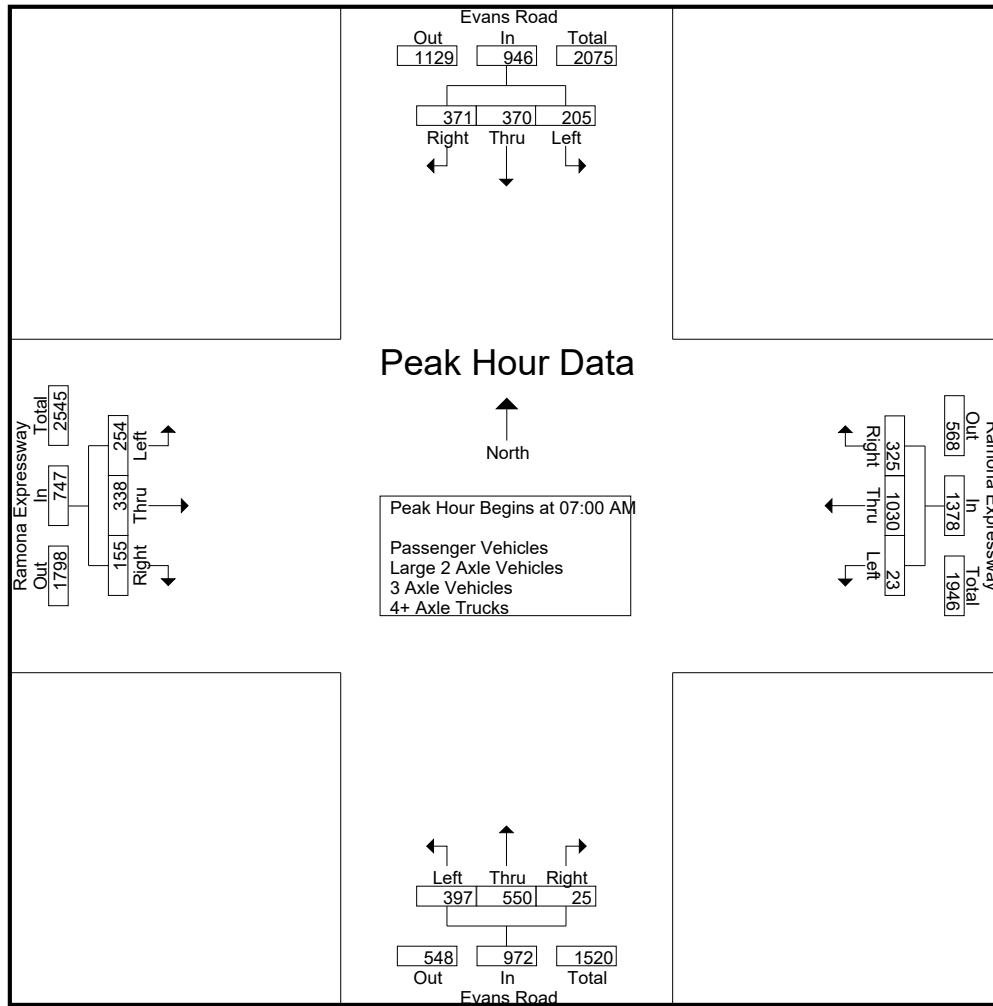 Evans Road
Out In Total
1129 946 2075
371 370 205
Right Thru Left
Peak Hour Data
North
Peak Hour Begins at 07:00 AM
Passenger Vehicles
Large 2 Axle Vehicles
3 Axle Vehicles
4+ Axle Trucks
Ramona Expressway
Out In Total
1798 747 2545
Right Thru Left
155 338 254
Ramona Expressway
Out In Total
568 1378 1946
Right Thru Left
325 1030 23
Left Thru Right
397 550 25
548 972 1520
Out In Total
Evans Road